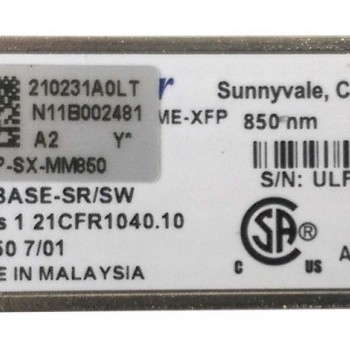 210231A0LT
N11B002481
A2 Y"
r Sunnyvale, C
ME-XFP 850 nm
P-SX-MM850
S/N: ULF
BASE-SR/SW
s 1 21CFR1040.10
50 7/01
SA
C US
E IN MALAYSIA